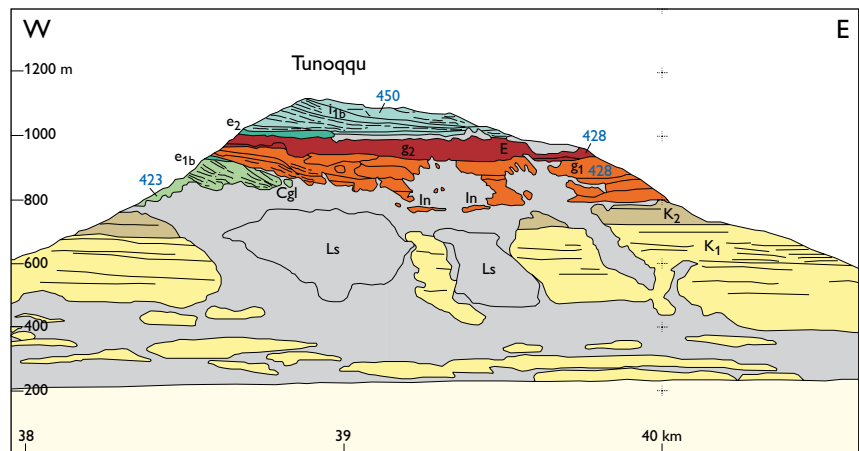 W
E
Tunoqqu
1200 m
i1b
450
e2
1000
g2
E
428
e1b
g1
428
423
Cgl
800
In
In
K2
K1
Ls
Ls
600
400
200
38
39
40 km